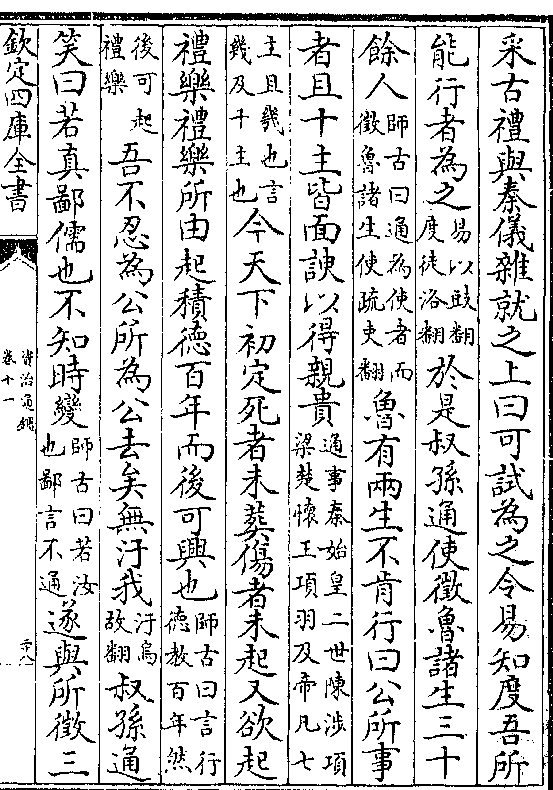 采古禮與秦儀雜就之上曰可試為之令易知度吾所
能行者為之易以豉翻度徒洛翻於是叔孫通使徵魯諸生三十
餘人師古曰通為使者而徵魯諸生使疏吏翻魯有兩生不肯行曰公所事
者且十主皆面諛以得親貴通事秦始皇二世陳涉項梁楚懷王項羽及帝凡七
主且幾也言幾及十主也今天下初定死者未葬傷者未起又欲起
禮樂禮樂所由起積德百年而後可興也師古曰言行德教百年然
後可起禮樂吾不忍為公所為公去矣無汙我汙烏故翻叔孫通
笑曰若真鄙儒也不知時變師古曰若汝也鄙言不通遂與所徵三
欽定四庫全書
資治通鑑
卷十一
二十八